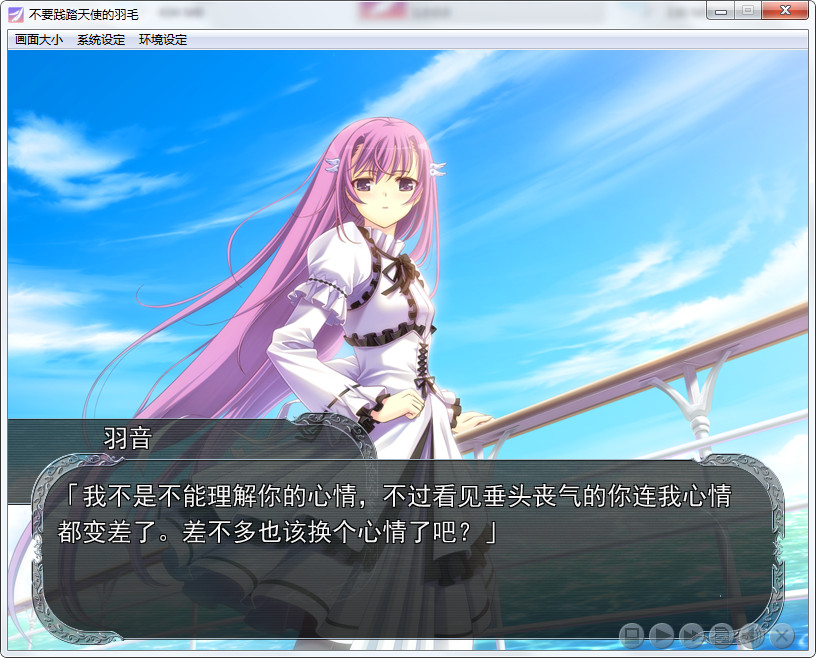 不要践踏天使的羽毛
画面大小 系统设定 环境设定
羽音
「我不是不能理解你的心情，不过看见垂头丧气的你连我心情
都变差了。差不多也该换个心情了吧？」